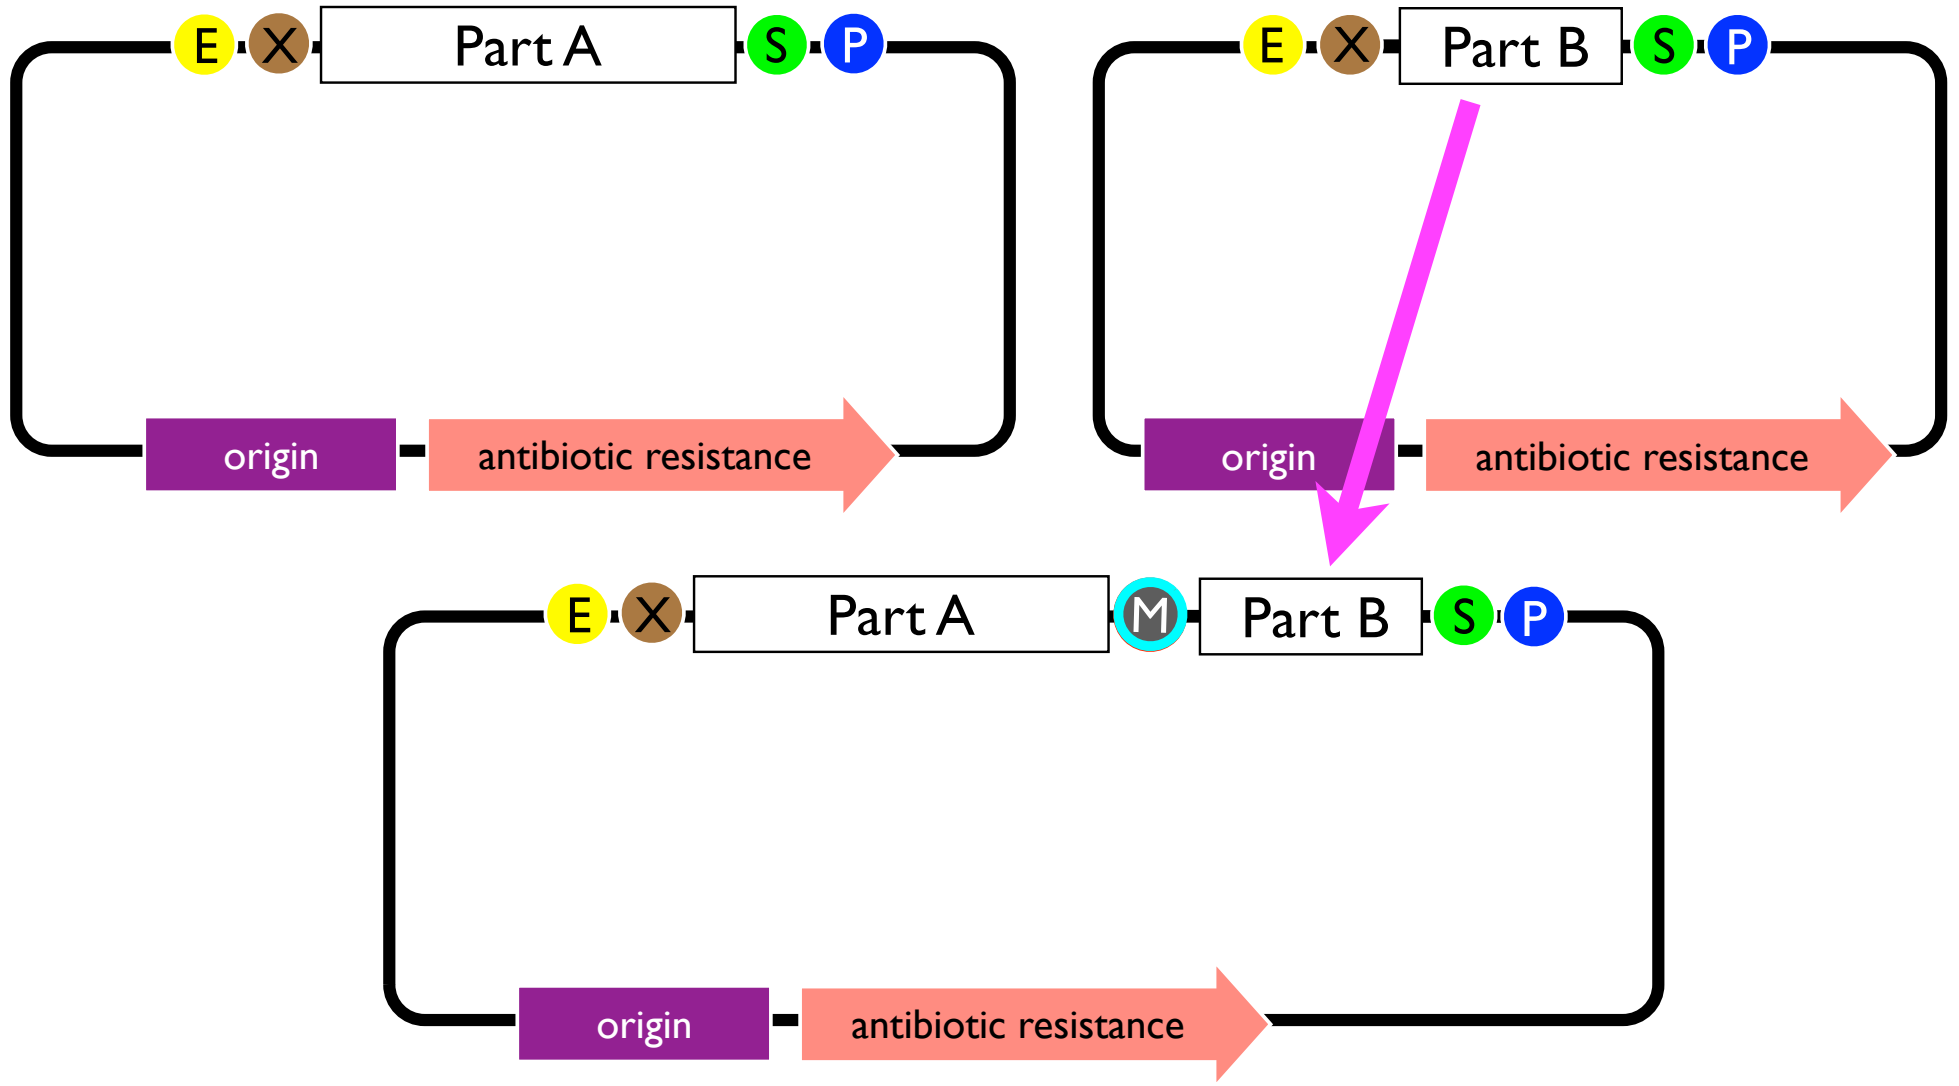 E X Part A S P
E X Part B S P
origin antibiotic resistance
origin antibiotic resistance
E X Part A M Part B S P
origin antibiotic resistance